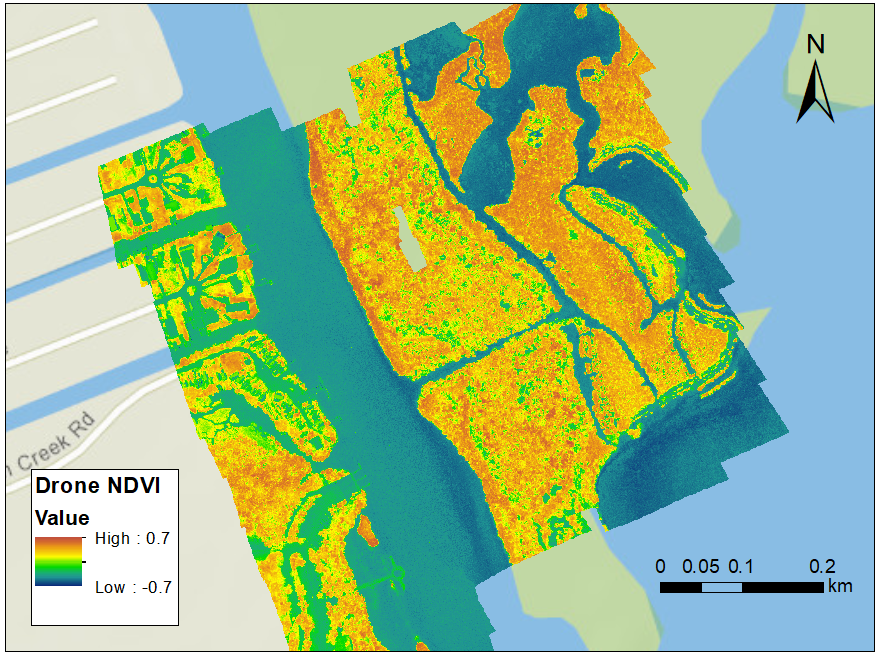 N
Creek Rd
Drone NDVI
Value
High : 0.7
Low : -0.7
0 0.05 0.1 0.2
km